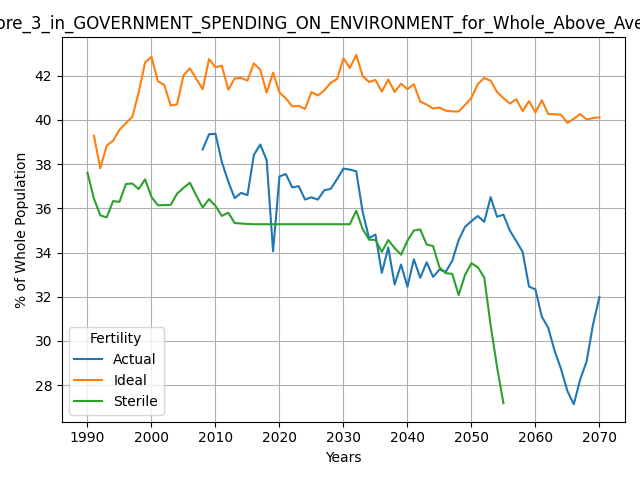 ore_3_in_GOVERNMENT_SPENDING_ON_ENVIRONMENT_for_Whole_Above_Ave
% of Whole Population
42
40
38
36
34
32
30
28
Fertility
Actual
Ideal
Sterile
1990 2000 2010 2020 2030 2040 2050 2060 2070
Years